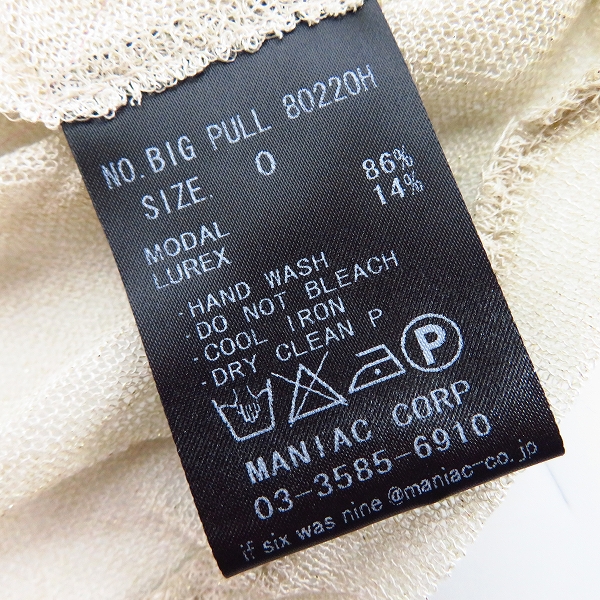 NO. BIG PULL 80220H
SIZE. 0
MODAL 86%
LUREX 14%
·HAND WASH
·DO NOT BLEACH
·COOL IRON
·DRY CLEAN P
P
MANIAC CORP
03-3585-6910
if six was nine @maniac-co.jp